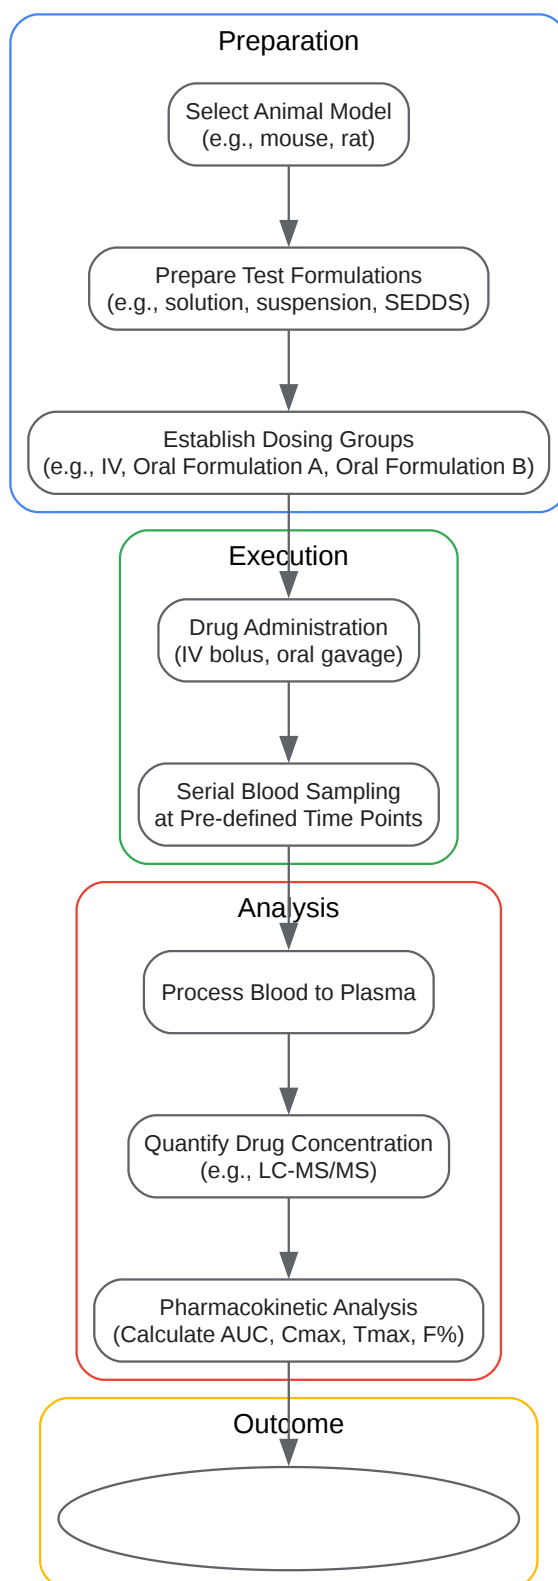 Preparation
Select Animal Model
(e.g., mouse, rat)
Prepare Test Formulations
(e.g., solution, suspension, SEDDS)
Establish Dosing Groups
(e.g., IV, Oral Formulation A, Oral Formulation B)
Execution
Drug Administration
(IV bolus, oral gavage)
Serial Blood Sampling
at Pre-defined Time Points
Analysis
Process Blood to Plasma
Quantify Drug Concentration
(e.g., LC-MS/MS)
Pharmacokinetic Analysis
(Calculate AUC, Cmax, Tmax, F%)
Outcome